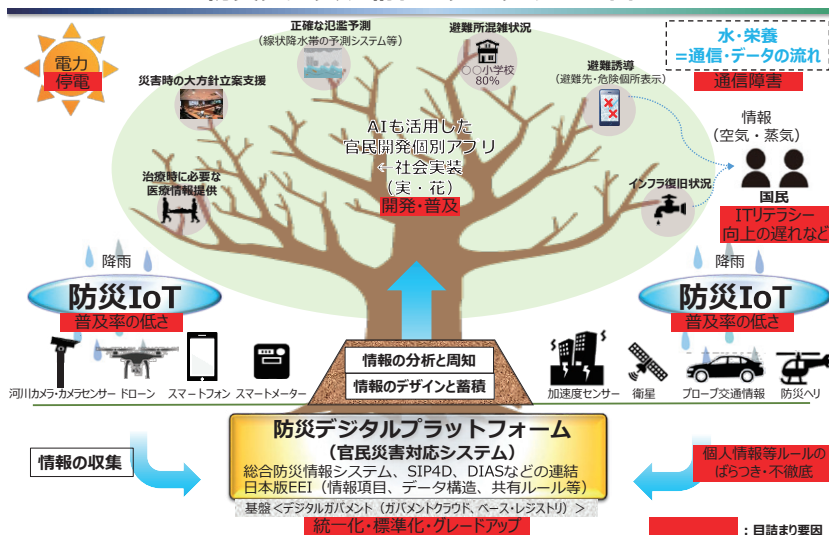 電力
停電
災害時の大方針立案支援
正確な氾濫予測
(線状降水帯の予測システム等)
避難所混雑状況
○○小学校
80%
避難誘導
(避難先・危険個所表示)
水・栄養
=通信・データの流れ
通信障害
情報
(空気・蒸気)
国民
ITリテラシー
向上の遅れなど
AIも活用した
官民開発個別アフリ
←社会実装
(実・花)
開発・普及
治療時に必要な
医療情報提供
インフラ復旧状況
降雨
防災IoT
普及率の低さ
降雨
防災IoT
普及率の低さ
河川カメラ・カメラセンサー
ドローン
スマートフォン
スマートメーター
情報の分析と周知
情報のデザインと蓄積
加速度センサー
衛星
プローブ交通情報
防災ヘリ
情報の収集
防災デジタルプラットフォーム
(官民災害対応システム)
総合防災情報システム、SIP4D、DIASなどの連結
日本版EEI(情報項目、データ構造、共有ルール等)
基盤<デジタルガバメント(ガバメントクラウド、ベース・レジストリ)>
統一化・標準化・グレードアップ
個人情報等ルールの
ばらつき・不徹底
:目詰まり要因